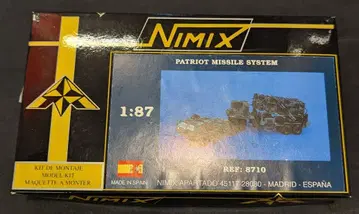 NIMIX
PATRIOT MISSILE SYSTEM
1:87
REF: 8710
KIT DE MONTAJE
MODEL-KIT
MAQUETTE A MONTER
MADE IN SPAIN
NIMIX APARTADO 45117 28080 - MADRID - ESPAÑA